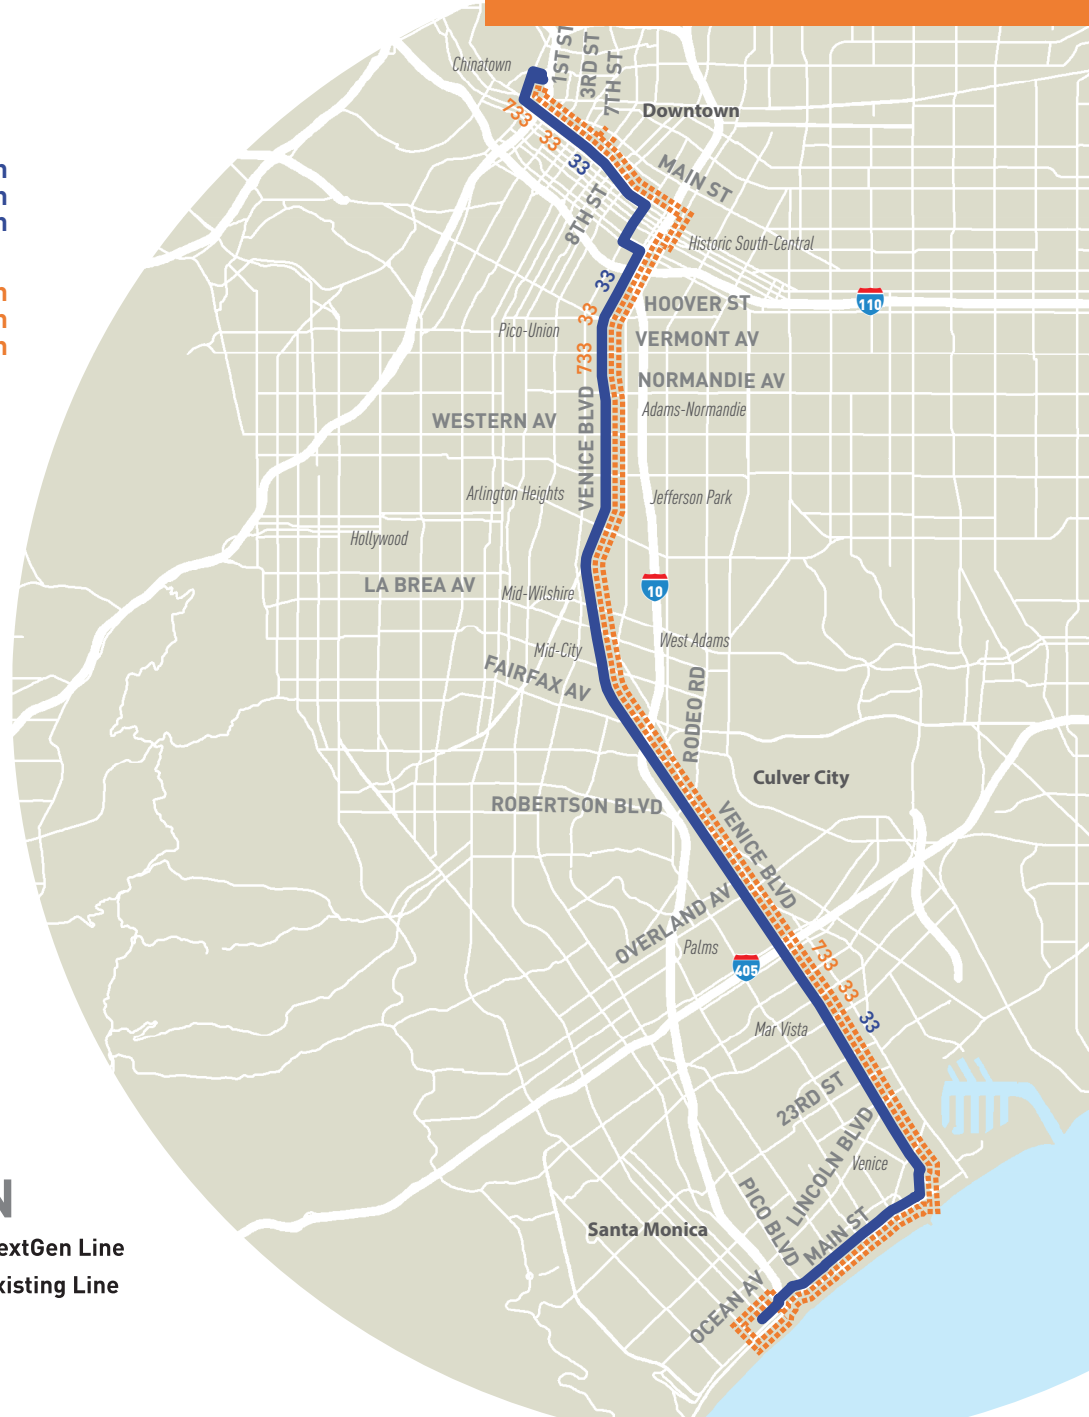 Chinatown
1ST ST
3RD ST
7TH ST
Downtown
733
33
33
MAIN ST
8TH ST
Historic South-Central
33
HOOVER ST
110
33
Pico-Union
VERMONT AV
733
NORMANDIE AV
Adams-Normandie
WESTERN AV
VENICE BLVD
Arlington Heights
Jefferson Park
Hollywood
LA BREA AV
Mid-Wilshire
10
West Adams
Mid-City
FAIRFAX AV
RODEO RD
Culver City
ROBERTSON BLVD
VENICE BLVD
OVERLAND AV
Palms
405
733
33
33
Mar Vista
23RD ST
LINCOLN BLVD
Venice
PICO BLVD
MAIN ST
Santa Monica
OCEAN AV
n
n
n
n
n
n
N
extGen Line
xisting Line